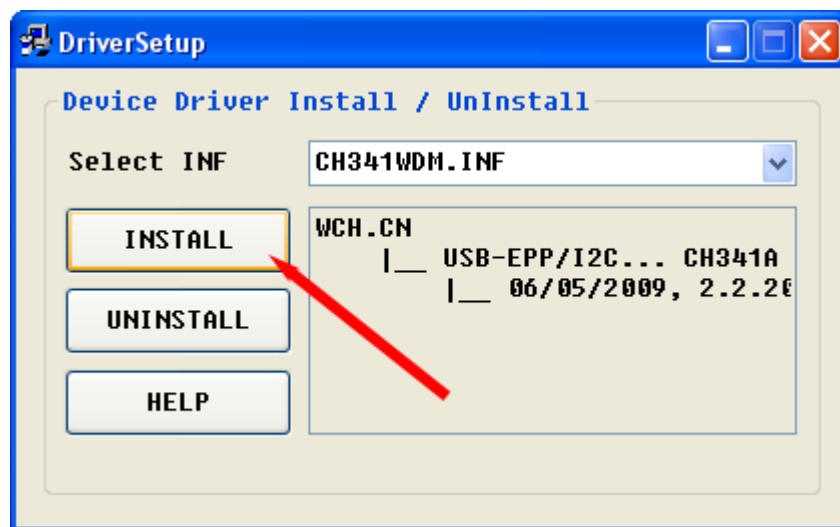 DriverSetup
Device Driver Install / UnInstall
Select INF
CH341WDM.INF
INSTALL
UNINSTALL
HELP
WCH.CN
|__ USB-EPP/I2C... CH341A
|__ 06/05/2009, 2.2.20